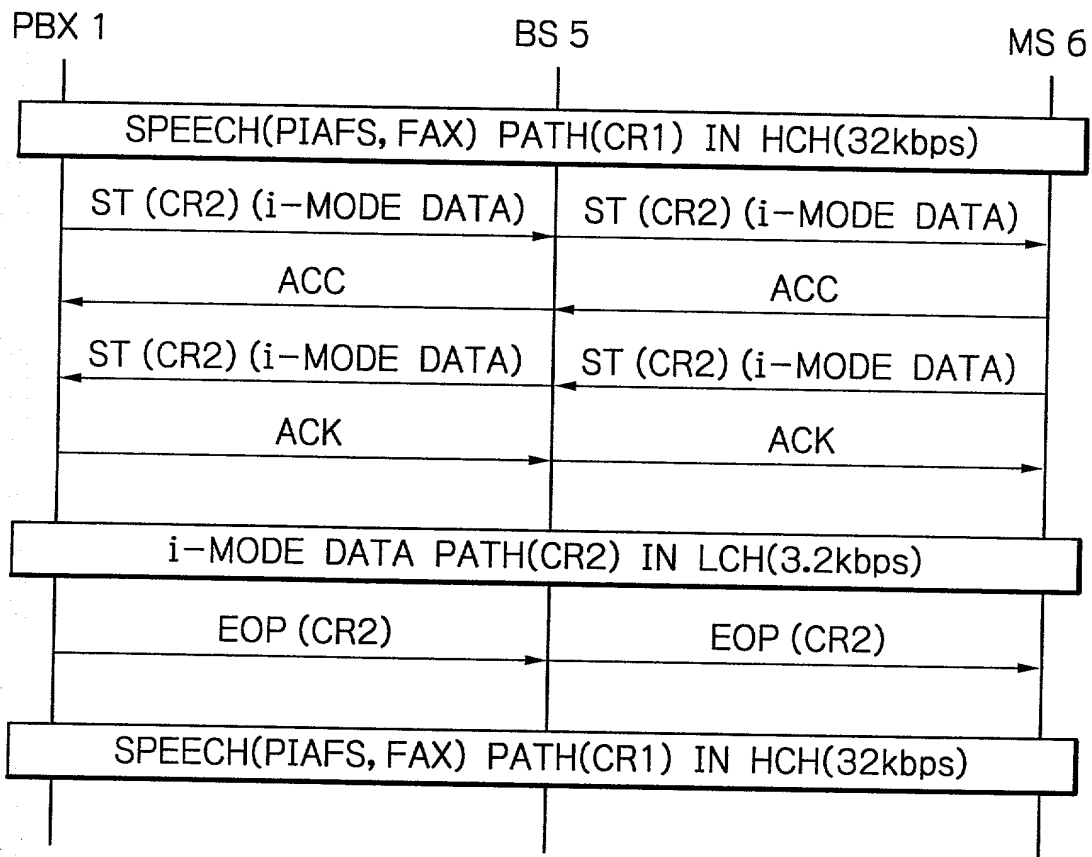 PBX 1
BS 5
MS 6
SPEECH(PIAFS, FAX) PATH(CR1) IN HCH(32kbps)
ST (CR2) (i-MODE DATA)
ST (CR2) (i-MODE DATA)
ACC
ACC
ST (CR2) (i-MODE DATA)
ST (CR2) (i-MODE DATA)
ACK
ACK
i-MODE DATA PATH(CR2) IN LCH(3.2kbps)
EOP (CR2)
EOP (CR2)
SPEECH(PIAFS, FAX) PATH(CR1) IN HCH(32kbps)